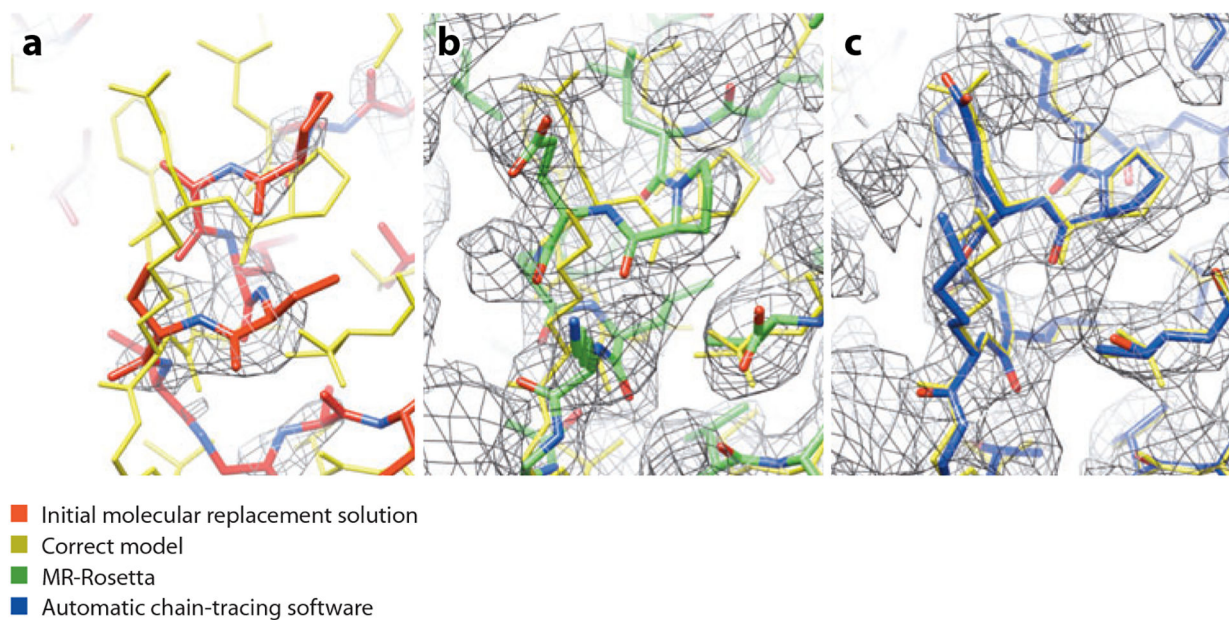 a
b
c
Initial molecular replacement solution
Correct model
MR-Rosetta
Automatic chain-tracing software